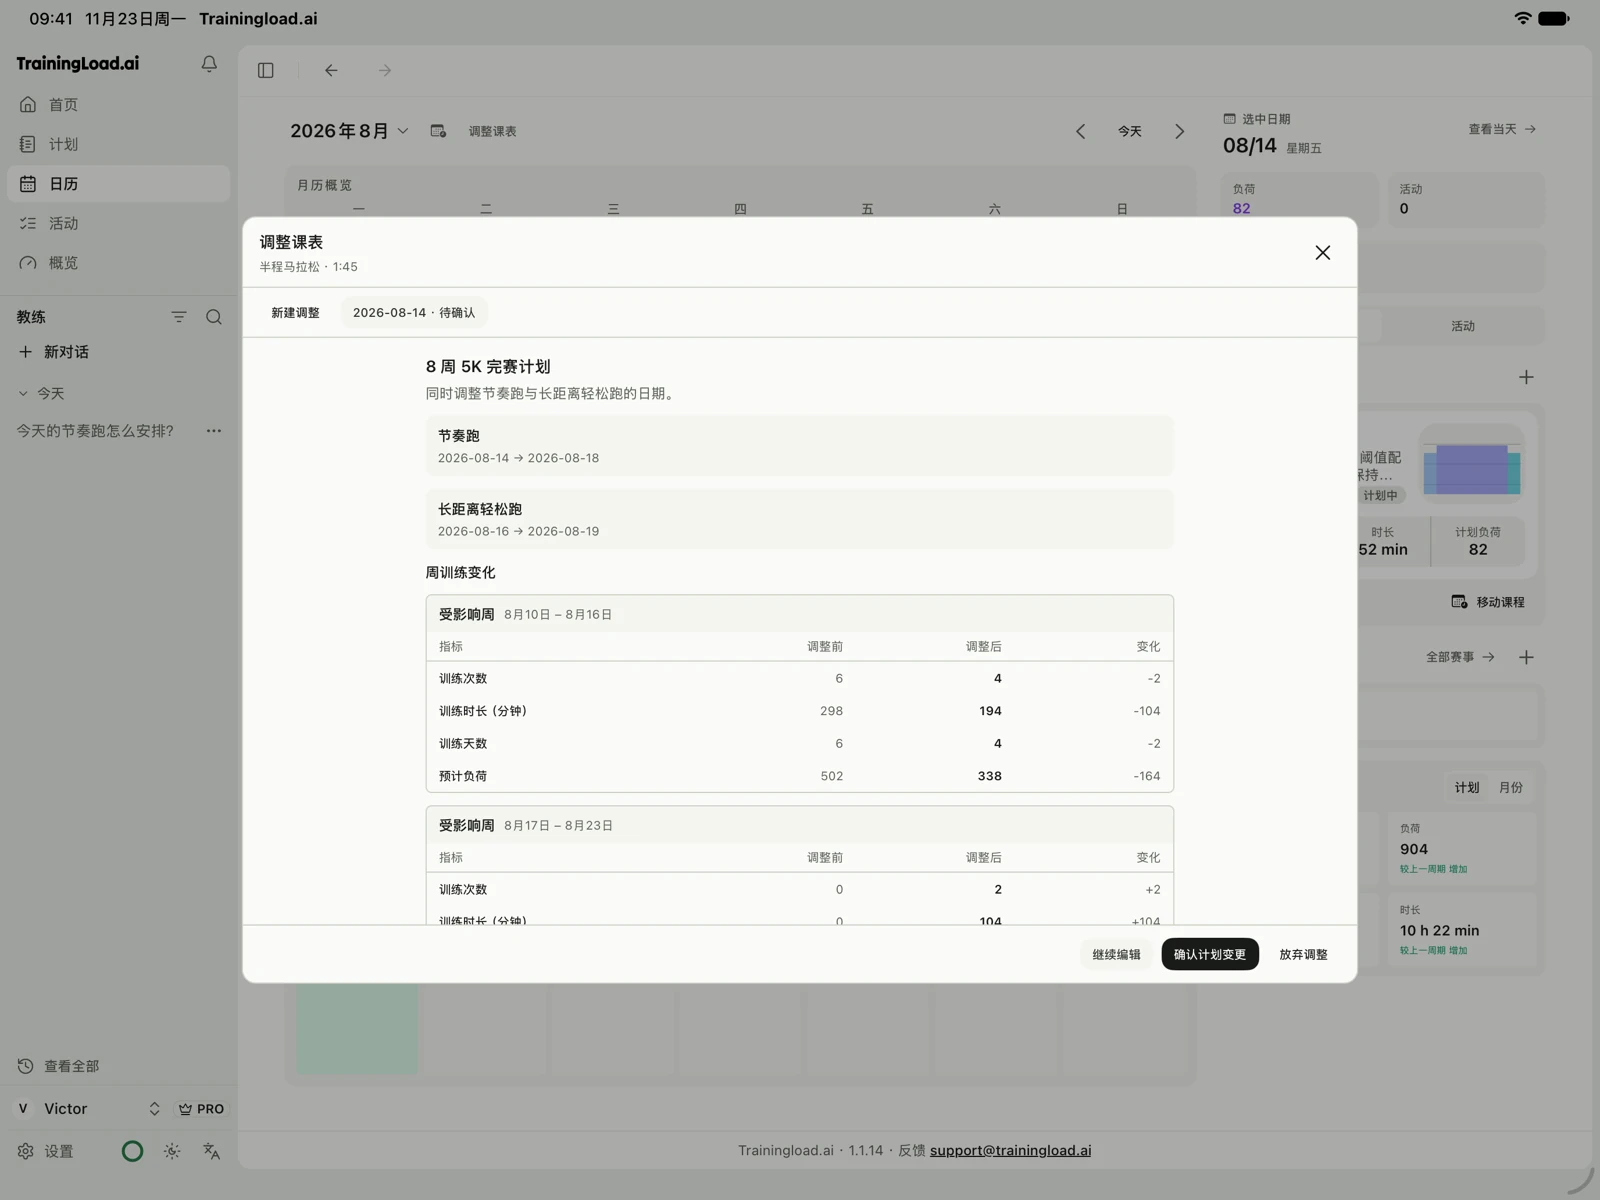 09:41 11月23日周一 Trainingload.ai
TrainingLoad.ai
首页
计划
日历
活动
概览
教练
新对话
今天
今天的节奏跑怎么安排?
查看全部
V Victor PRO
设置
2026年8月 调整课表 今天
月历概览
一 二 三 四 五 六 日
选中日期
08/14 星期五 查看当天
负荷
82
活动
0
活动
阈值配
保持...
计划中
时长
52 min
计划负荷
82
移动课程
全部赛事
计划 月份
负荷
904
较上一周期 增加
时长
10 h 22 min
较上一周期 增加
调整课表
半程马拉松 · 1:45
新建调整 2026-08-14 · 待确认
8 周 5K 完赛计划
同时调整节奏跑与长距离轻松跑的日期。
节奏跑
2026-08-14 → 2026-08-18
长距离轻松跑
2026-08-16 → 2026-08-19
周训练变化
受影响周 8月10日 – 8月16日
指标 调整前 调整后 变化
训练次数 6 4 -2
训练时长 (分钟) 298 194 -104
训练天数 6 4 -2
预计负荷 502 338 -164
受影响周 8月17日 – 8月23日
指标 调整前 调整后 变化
训练次数 0 2 +2
训练时长 (分钟) 0 104 +104
继续编辑 确认计划变更 放弃调整
Trainingload.ai · 1.1.14 · 反馈 support@trainingload.ai